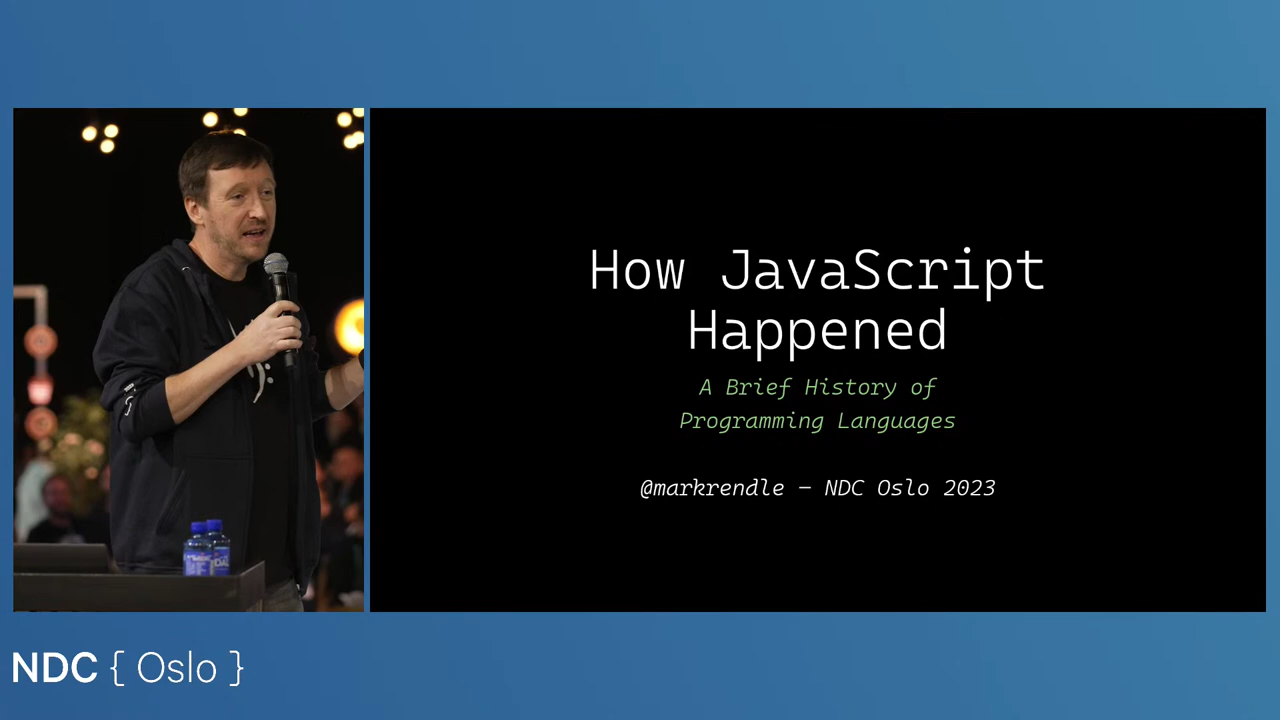 How JavaScript
Happened
A Brief History of
Programming Languages
@markrendle – NDC Oslo 2023
NDC { Oslo }